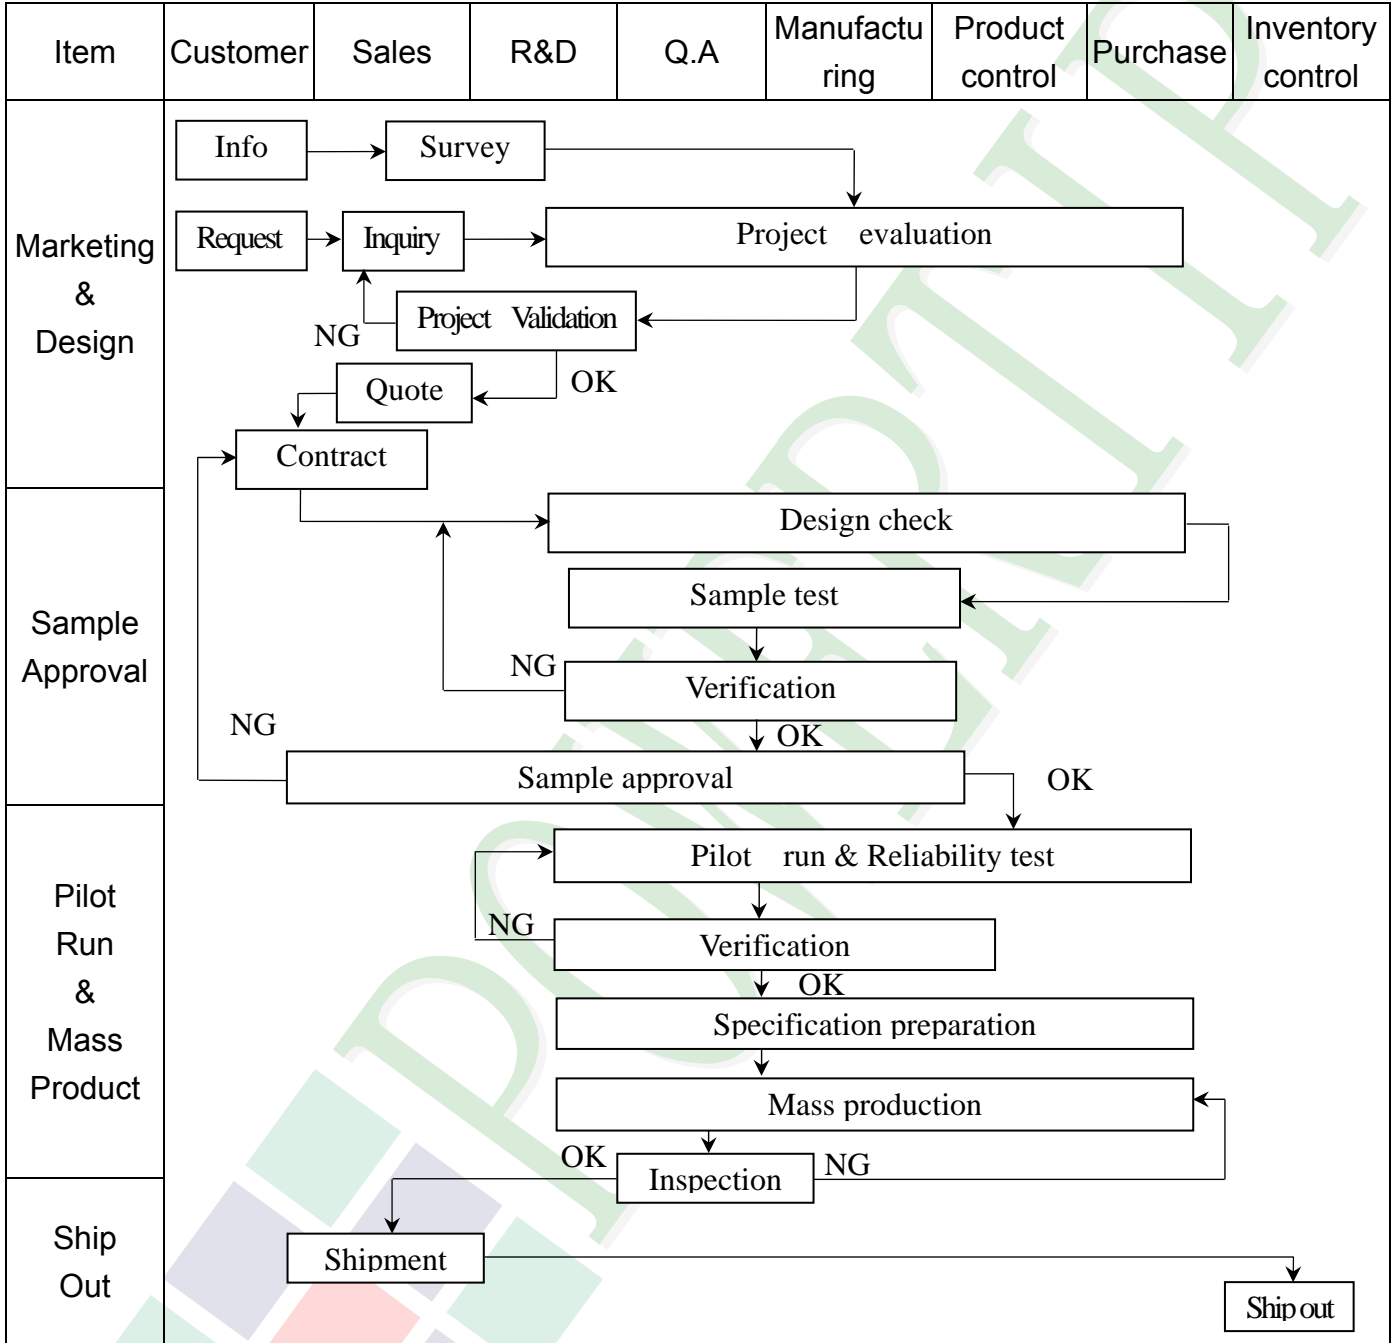 Item Customer Sales R&D Q.A Manufactu Product Purchase Inventory
ring control control
Info Survey
Request Inquiry Project evaluation
Marketing
&
Design
Project Validation
NG
OK
Quote
Contract
Design check
Sample test
Sample
Approval
NG
Verification
NG
OK
Sample approval
OK
Pilot run & Reliability test
Pilot
Run
&
Mass
Product
NG
Verification
OK
Specification preparation
Mass production
OK
Inspection
NG
Ship
Out
Shipment
Ship out
POWERTIP